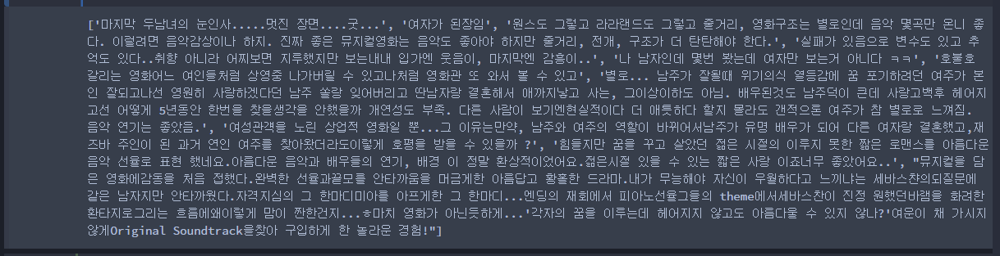 ['마지막 두남녀의 눈인사.....멋진 장면....굿...', '여자가 된장임', '원스도 그렇고 라라랜드도 그렇고 줄거리, 영화구조는 별로인데 음악 몇곡만 온니 좋
다. 이럴려면 음악감상이나 하지. 진짜 좋은 뮤지컬영화는 음악도 좋아야 하지만 줄거리, 전개, 구조가 더 탄탄해야 한다.', '실패가 있음으로 변수도 있고 추
억도 있다..취향 아니라 어찌보면 지루했지만 보는내내 입가엔 웃음이, 마지막엔 감흥이..', '나 남자인데 몇번 봤는데 여자만 보는거 아니다 ㅋㅋ', '호불호
갈리는 영화어느 여인들처럼 상영중 나가버릴 수 있고나처럼 영화관 또 와서 볼 수 있고', '별로... 남주가 잘될때 위기의식 열등감에 꿈 포기하려던 여주가 본
인 잘되고나선 영원히 사랑하겠다던 남주 쏠랑 잊어버리고 딴남자랑 결혼해서 애까지낳고 사는, 그이상이하도 아님. 배우된것도 남주덕이 큰데 사랑고백후 헤어지
고선 어떻게 5년동안 한번을 찾을생각을 안했을까 개연성도 부족. 다른 사람이 보기엔현실적이다 더 애틋하다 할지 몰라도 갠적으론 여주가 참 별로로 느껴짐.
음악 연기는 좋았음.', '여성관객을 노린 상업적 영화일 뿐...그 이유는만약, 남주와 여주의 역할이 바뀌어서남주가 유명 배우가 되어 다른 여자랑 결혼했고,재
즈바 주인이 된 과거 연인 여주를 찾아왔더라도이렇게 호평을 받을 수 있을까 ?', '힘들지만 꿈을 꾸고 살았던 젊은 시절의 이루지 못한 짧은 로맨스를 아름다운
음악 선율로 표현 했네요.아름다운 음악과 배우들의 연기, 배경 이 정말 환상적이었어요.젊은시절 있을 수 있는 짧은 사랑 이죠너무 좋았어요..', "뮤지컬을 담
은 영화에감동을 처음 접했다.완벽한 선율과끝모를 안타까움을 머금게한 아름답고 황홀한 드라마.내가 무능해야 자신이 우월하다고 느끼냐는 세바스챤의되질문에
같은 남자지만 안타까웠다.자격지심의 그 한마디미아를 아프게한 그 한마디...엔딩의 재회에서 피아노선율그들의 theme에서세바스찬이 진정 원했던바램을 화려한
환타지로그리는 흐름에왜이렇게 맘이 짠한건지...ㅎ마치 영화가 아닌듯하게...'각자의 꿈을 이루는데 헤어지지 않고도 아름다울 수 있지 않나?'여운이 채 가시지
않게Original Soundtrack을찾아 구입하게 한 놀라운 경험!"]